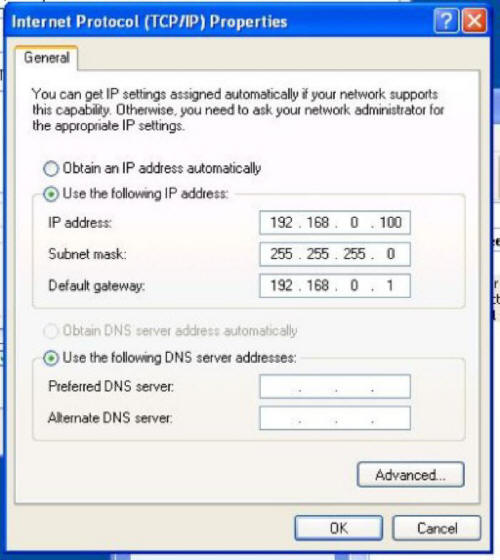 Internet Protocol (TCP/IP) Properties
General
You can get IP settings assigned automatically if your network supports
this capability. Otherwise, you need to ask your network administrator for
the appropriate IP settings.
Obtain an IP address automatically
Use the following IP address:
IP address: 192 . 168 . 0 . 100
Subnet mask: 255 . 255 . 255 . 0
Default gateway: 192 . 168 . 0 . 1
Obtain DNS server address automatically
Use the following DNS server addresses:
Preferred DNS server: . . .
Alternate DNS server: . . .
Advanced...
OK Cancel